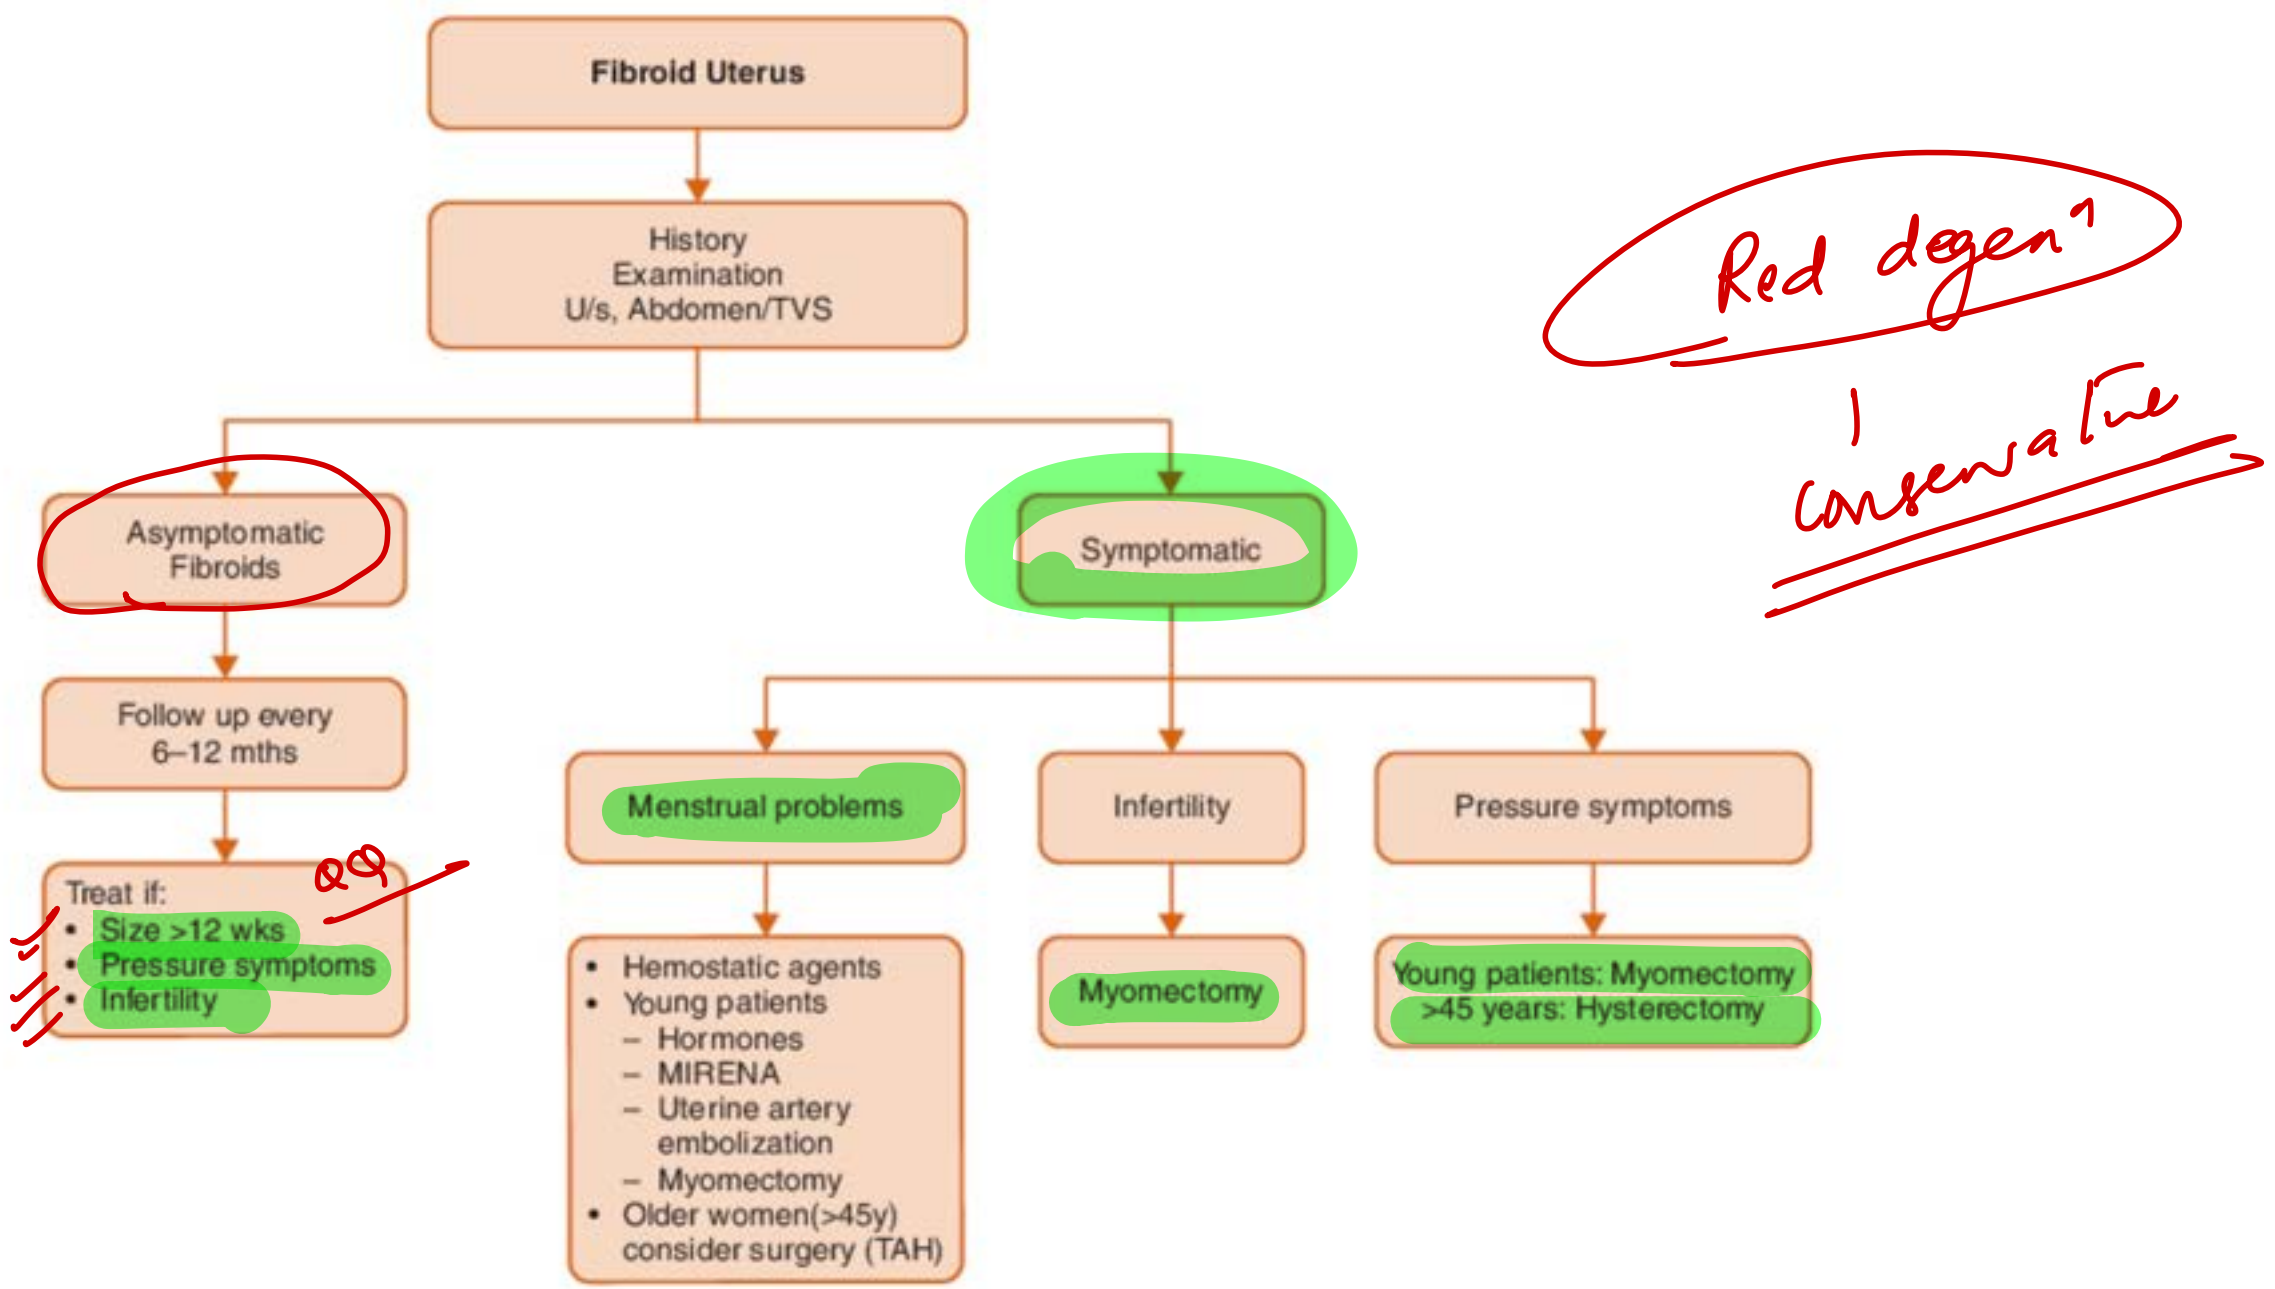 Fibroid Uterus
History
Examination
U/s, Abdomen/TVS
Red degenⁿ
conservative
Asymptomatic
Fibroids
Symptomatic
Follow up every
6–12 mths
Menstrual problems
Infertility
Pressure symptoms
QQ
Treat if:
• Size >12 wks
• Pressure symptoms
• Infertility
• Hemostatic agents
• Young patients
– Hormones
– MIRENA
– Uterine artery
embolization
– Myomectomy
• Older women(>45y)
consider surgery (TAH)
Myomectomy
Young patients: Myomectomy
>45 years: Hysterectomy